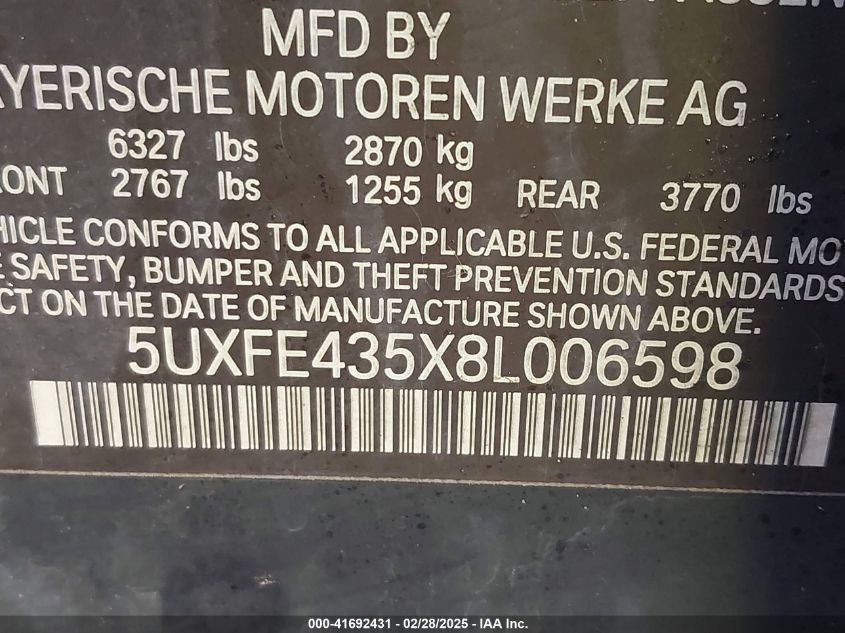 MFD BY
AYERISCHE MOTOREN WERKE AG
6327 lbs 2870 kg
RONT 2767 lbs 1255 kg REAR 3770 lbs
HICLE CONFORMS TO ALL APPLICABLE U.S. FEDERAL MO
E SAFETY, BUMPER AND THEFT PREVENTION STANDARDS
CT ON THE DATE OF MANUFACTURE SHOWN ABOVE.
5UXFE435X8L006598
000-41692431 - 02/28/2025 - IAA Inc.